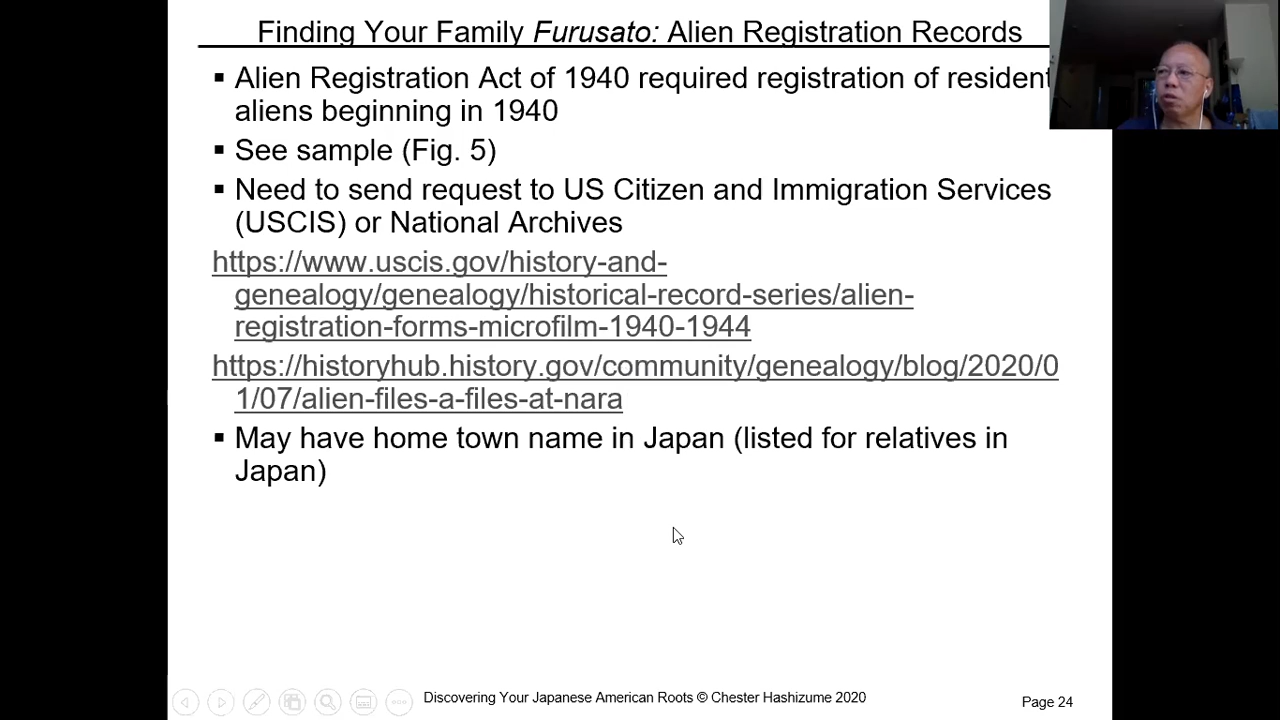 Finding Your Family Furusato: Alien Registration Records
▪ Alien Registration Act of 1940 required registration of resident
aliens beginning in 1940
▪ See sample (Fig. 5)
▪ Need to send request to US Citizen and Immigration Services
(USCIS) or National Archives
https://www.uscis.gov/history-and-
genealogy/genealogy/historical-record-series/alien-
registration-forms-microfilm-1940-1944
https://historyhub.history.gov/community/genealogy/blog/2020/0
1/07/alien-files-a-files-at-nara
▪ May have home town name in Japan (listed for relatives in
Japan)
Discovering Your Japanese American Roots © Chester Hashizume 2020
Page 24